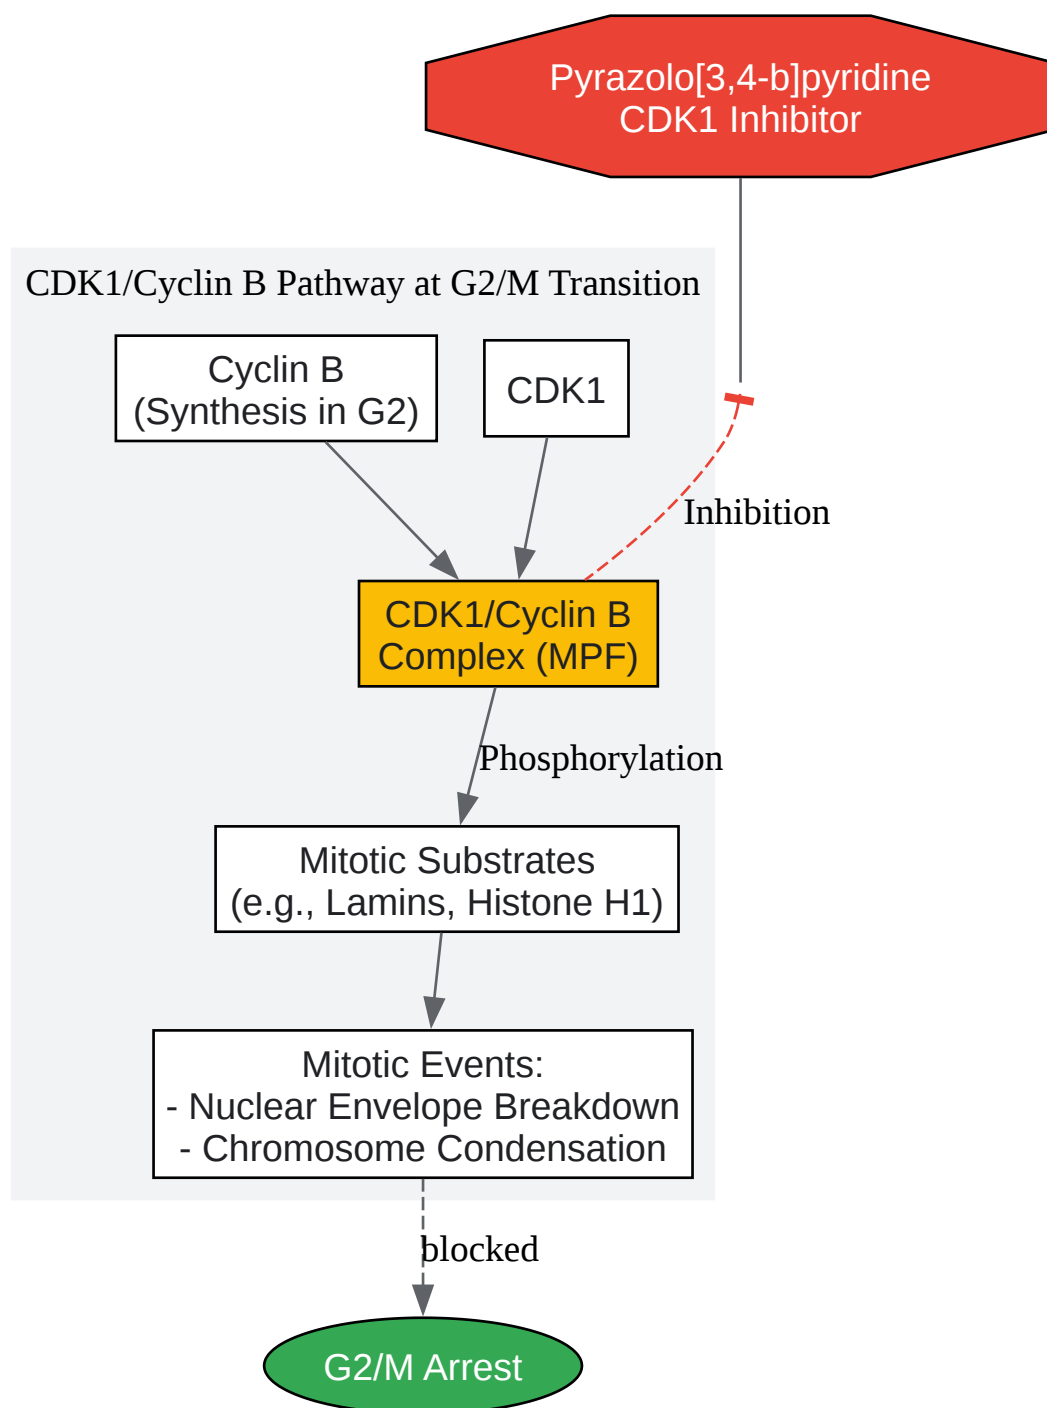 Pyrazolo[3,4-b]pyridine
CDK1 Inhibitor
CDK1/Cyclin B Pathway at G2/M Transition
Cyclin B
(Synthesis in G2)
CDK1
Inhibition
CDK1/Cyclin B
Complex (MPF)
Phosphorylation
Mitotic Substrates
(e.g., Lamins, Histone H1)
Mitotic Events:
- Nuclear Envelope Breakdown
- Chromosome Condensation
blocked
G2/M Arrest